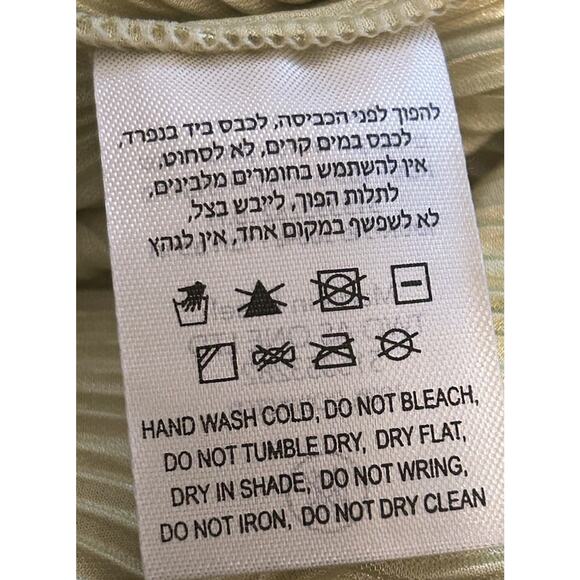 להפוך לפני הכביסה, לכבס ביד בנפרד,
לכבס במים קרים, לא לסחוט,
אין להשתמש בחומרים מלבינים,
לתלות הפוך, לייבש בצל,
לא לשפשף במקום אחד, אין לגהץ
HAND WASH COLD, DO NOT BLEACH,
DO NOT TUMBLE DRY, DRY FLAT,
DRY IN SHADE, DO NOT WRING,
DO NOT IRON, DO NOT DRY CLEAN